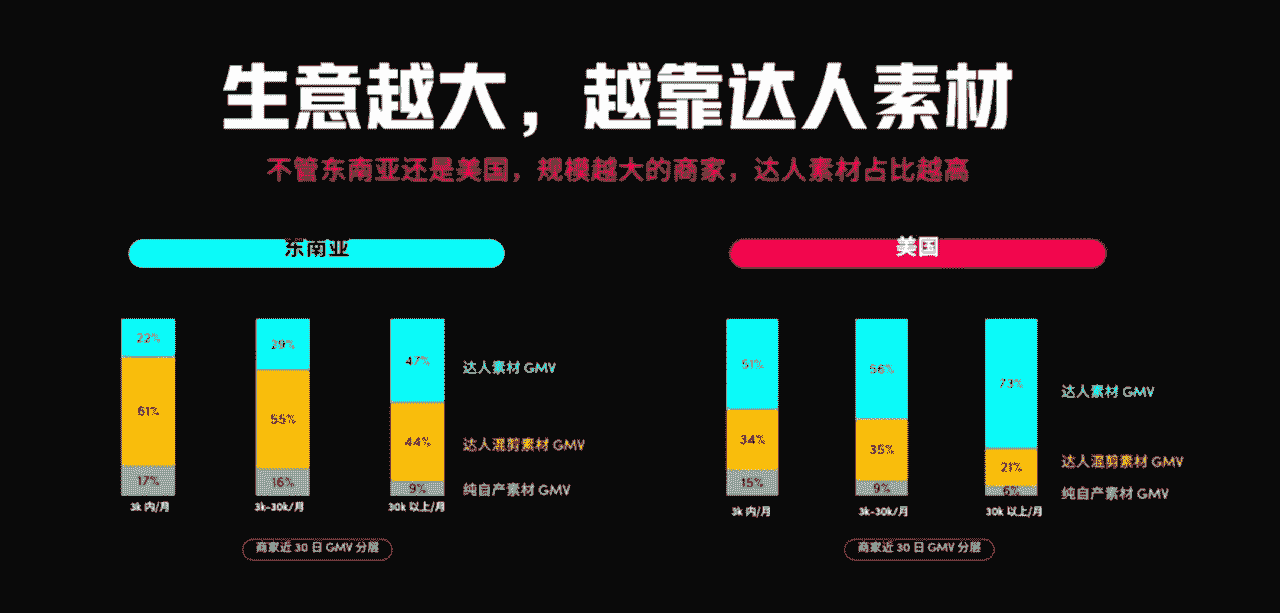 生意越大，越靠达人素材
不管东南亚还是美国，规模越大的商家，达人素材占比越高
东南亚
22%
61%
17%
3k 内/月
29%
55%
16%
3k-30k/月
47%
44%
9%
30k 以上/月
达人素材 GMV
达人混剪素材 GMV
纯自产素材 GMV
商家近 30 日 GMV 分层
美国
51%
34%
15%
3k 内/月
56%
35%
9%
3k-30k/月
73%
21%
6%
30k 以上/月
达人素材 GMV
达人混剪素材 GMV
纯自产素材 GMV
商家近 30 日 GMV 分层